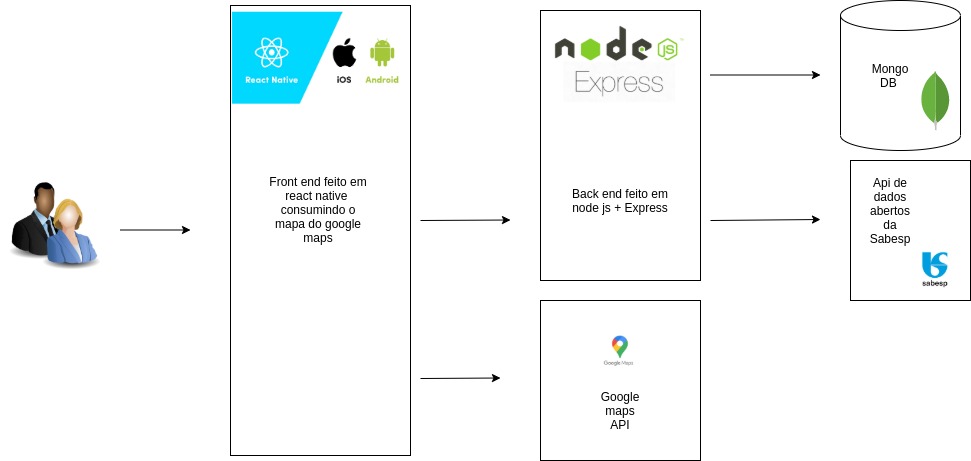 React Native
iOS
Android
Front end feito em
react native
consumindo o
mapa do google
maps
node
JS
Express
Back end feito em
node js + Express
Google Maps
Google
maps
API
Mongo
DB
Api de
dados
abertos
da
Sabesp
sabesp